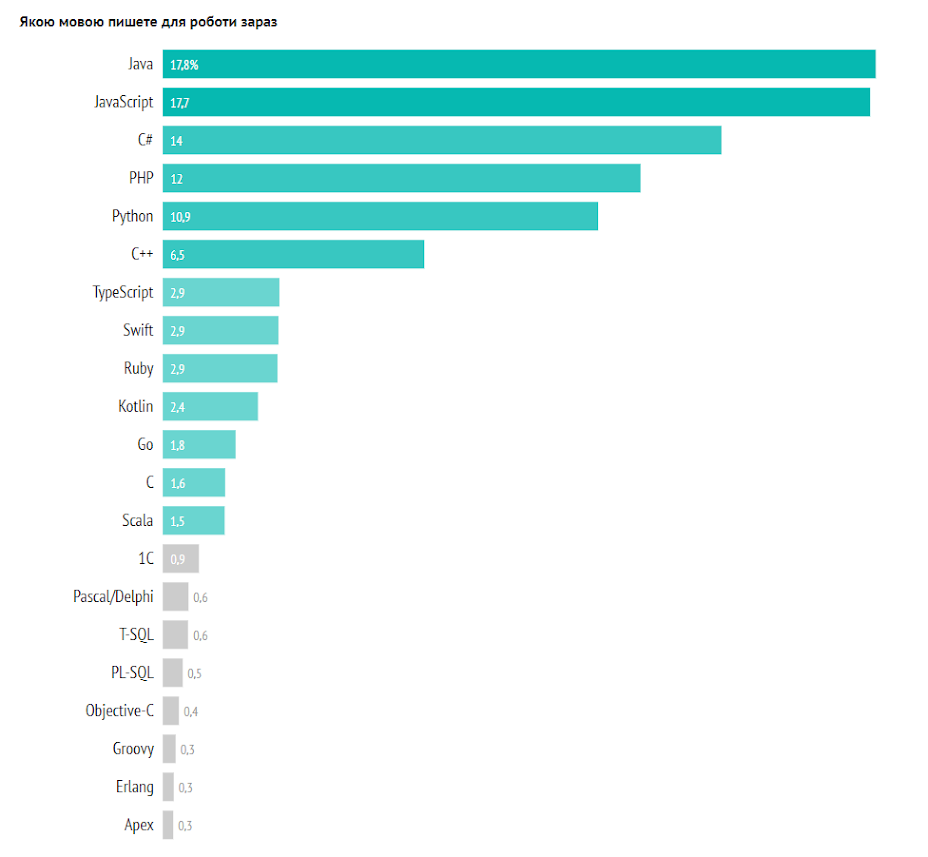 Якою мовою пишете для роботи зараз
Java 17,8%
JavaScript 17,7
C# 14
PHP 12
Python 10,9
C++ 6,5
TypeScript 2,9
Swift 2,9
Ruby 2,9
Kotlin 2,4
Go 1,8
C 1,6
Scala 1,5
1C 0,9
Pascal/Delphi 0,6
T-SQL 0,6
PL-SQL 0,5
Objective-C 0,4
Groovy 0,3
Erlang 0,3
Apex 0,3